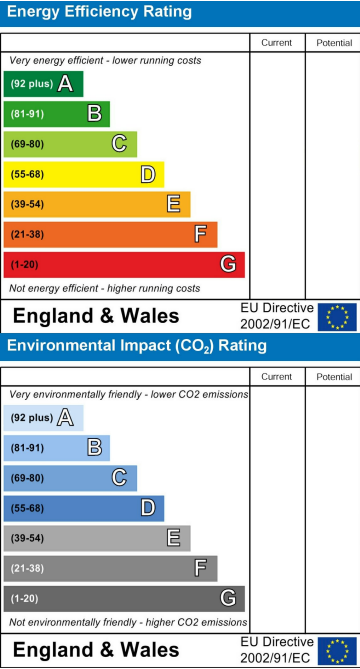 Energy Efficiency Rating
Current Potential
Very energy efficient - lower running costs
(92 plus) A
(81-91) B
(69-80) C
(55-68) D
(39-54) E
(21-38) F
(1-20) G
Not energy efficient - higher running costs
England & Wales EU Directive
2002/91/EC
Environmental Impact (CO₂) Rating
Current Potential
Very environmentally friendly - lower CO2 emissions
(92 plus) A
(81-91) B
(69-80) C
(55-68) D
(39-54) E
(21-38) F
(1-20) G
Not environmentally friendly - higher CO2 emissions
England & Wales EU Directive
2002/91/EC